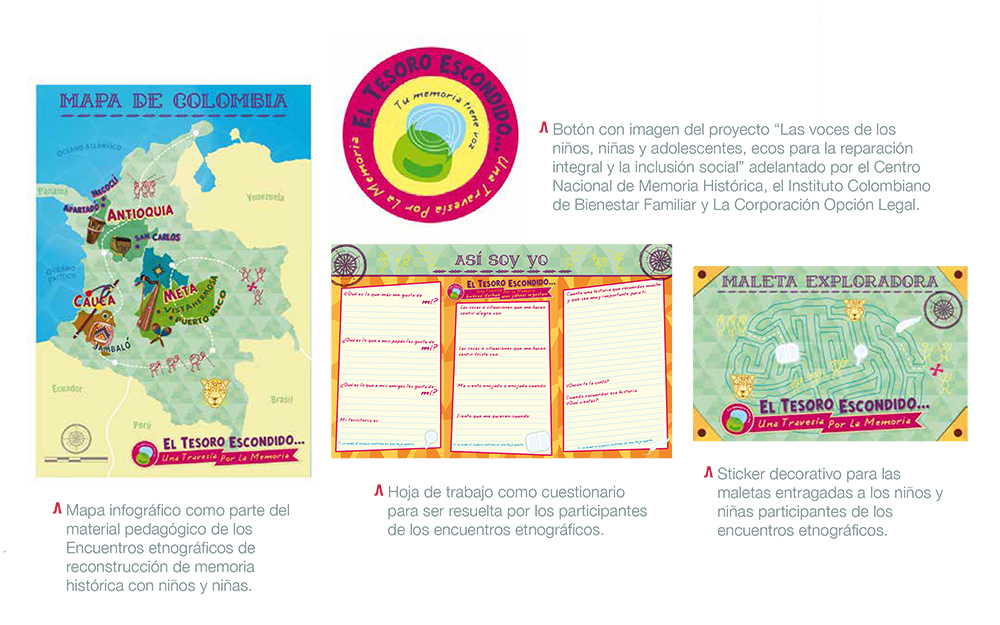 MAPA DE COLOMBIA
OCÉANO ATLÁNTICO
Panamá
Venezuela
NECOCLÍ
APARTADÓ
ANTIOQUIA
SAN CARLOS
OCÉANO
PACÍFICO
CAUCA
META
VISTAHERMOSA
PUERTO RICO
JAMBALÓ
Ecuador
Perú
Brasil
EL TESORO ESCONDIDO...
Una Travesía Por La Memoria
Λ Mapa infográfico como parte del
material pedagógico de los
Encuentros etnográficos de
reconstrucción de memoria
histórica con niños y niñas.
EL TESORO ESCONDIDO...
Una Travesía Por La Memoria
Tu memoria tiene voz
Λ Botón con imagen del proyecto “Las voces de los
niños, niñas y adolescentes, ecos para la reparación
integral y la inclusión social” adelantado por el Centro
Nacional de Memoria Histórica, el Instituto Colombiano
de Bienestar Familiar y La Corporación Opción Legal.
ASÍ SOY YO
¿Qué es lo que más me gusta de
mí?
¿Qué es lo que a mis papás les gusta de
mí?
¿Qué es lo que a mis amigos les gusta de
mí?
Mi territorio es:
EL TESORO ESCONDIDO...
Las cosas o situaciones que me hacen
sentir alegre son:
Las cosas o situaciones que me hacen
sentir triste son:
Me siento enojado o enojada cuando:
Siento que me quieren cuando:
Cuenta una historia que recuerdes mucho
y que sea muy importante para ti.
¿Quién te la contó?
Cuando recuerdas esa historia
¿Qué sientes?
Λ Hoja de trabajo como cuestionario
para ser resuelta por los participantes
de los encuentros etnográficos.
MALETA EXPLORADORA
EL TESORO ESCONDIDO...
Una Travesía Por La Memoria
Λ Sticker decorativo para las
maletas entragadas a los niños y
niñas participantes de los
encuentros etnográficos.